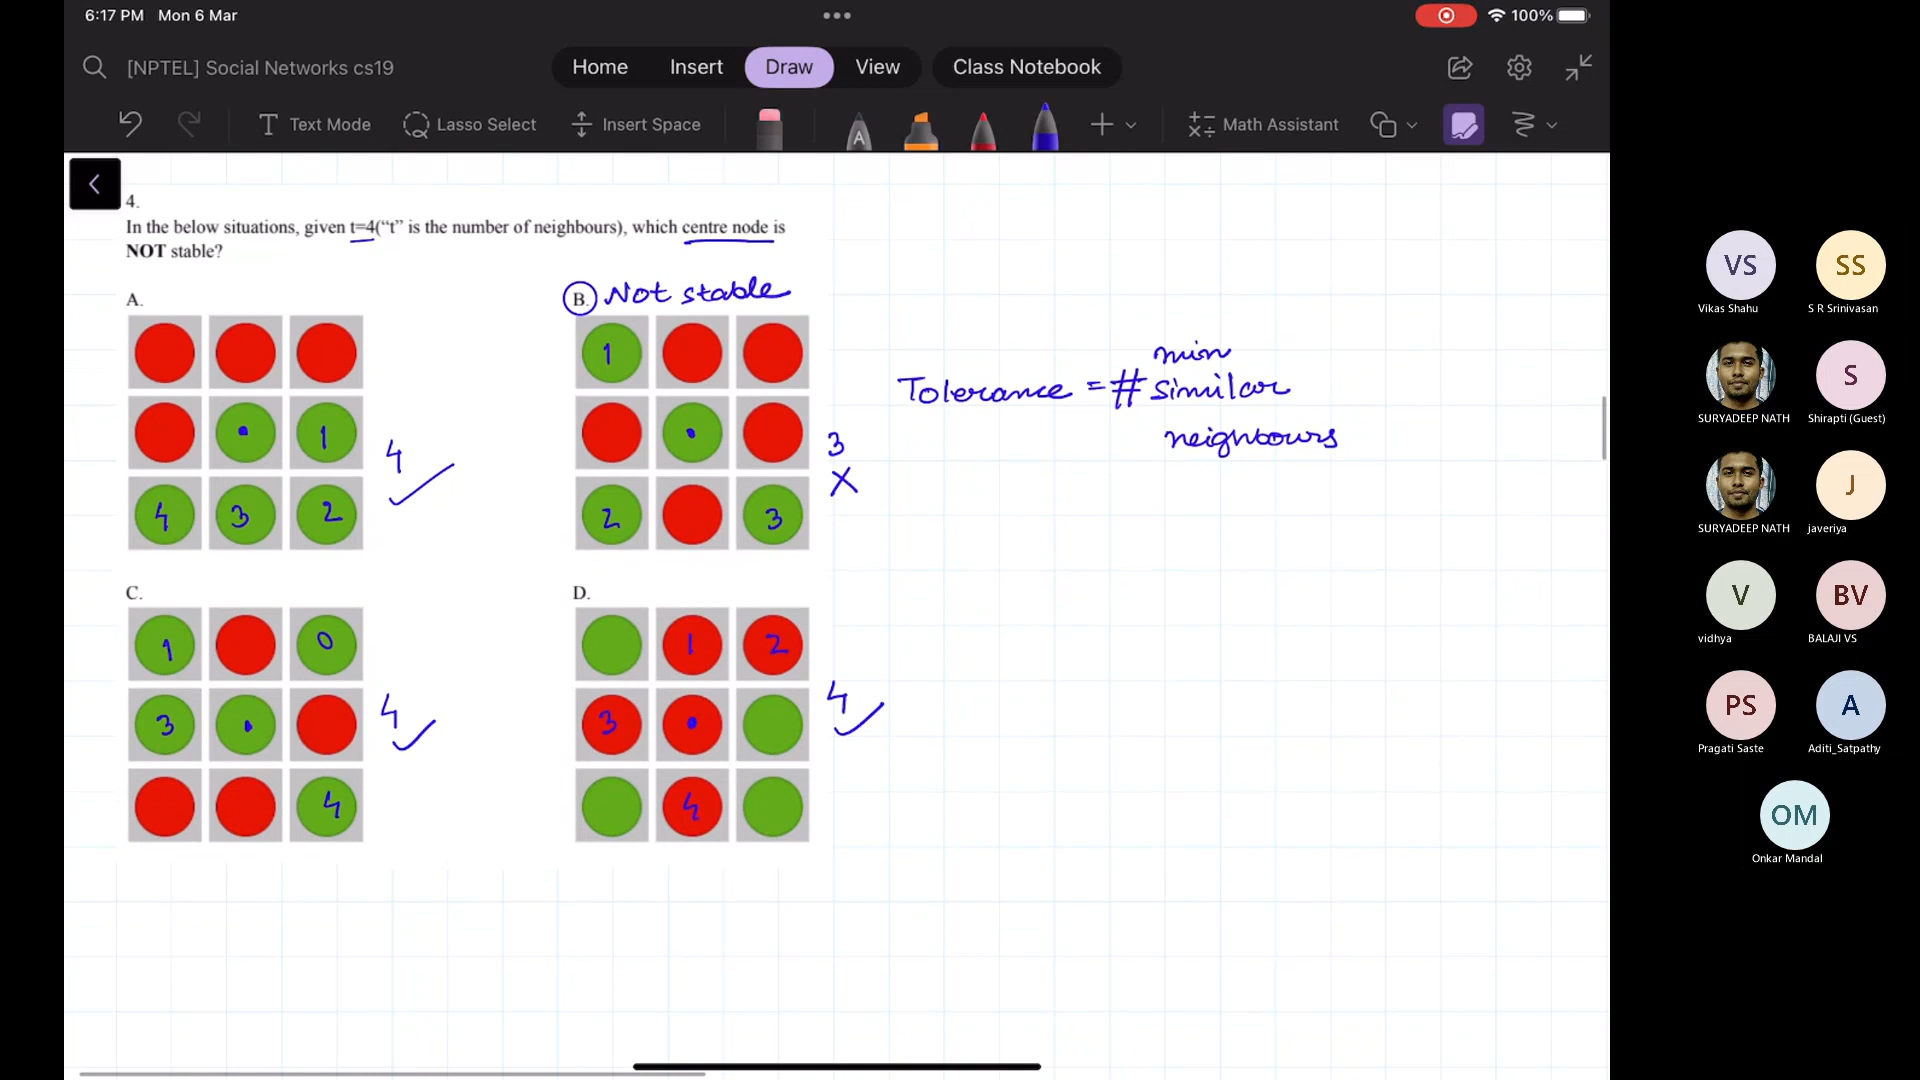 6:17 PM Mon 6 Mar
100%
[NPTEL] Social Networks cs19
Home Insert Draw View Class Notebook
Text Mode Lasso Select Insert Space A Math Assistant
4.
In the below situations, given t=4(“t” is the number of neighbours), which centre node is
NOT stable?
A.
1
4 3 2
4
B. Not stable
1
2 3
3
X
Tolerance = # min similar
neighbours
C.
1 0
3
4
4
D.
1 2
3
4
4
VS
Vikas Shahu
SS
S R Srinivasan
SURYADEEP NATH
S
Shirapti (Guest)
SURYADEEP NATH
J
javeriya
V
vidhya
BV
BALAJI VS
PS
Pragati Saste
A
Aditi_Satpathy
OM
Onkar Mandal